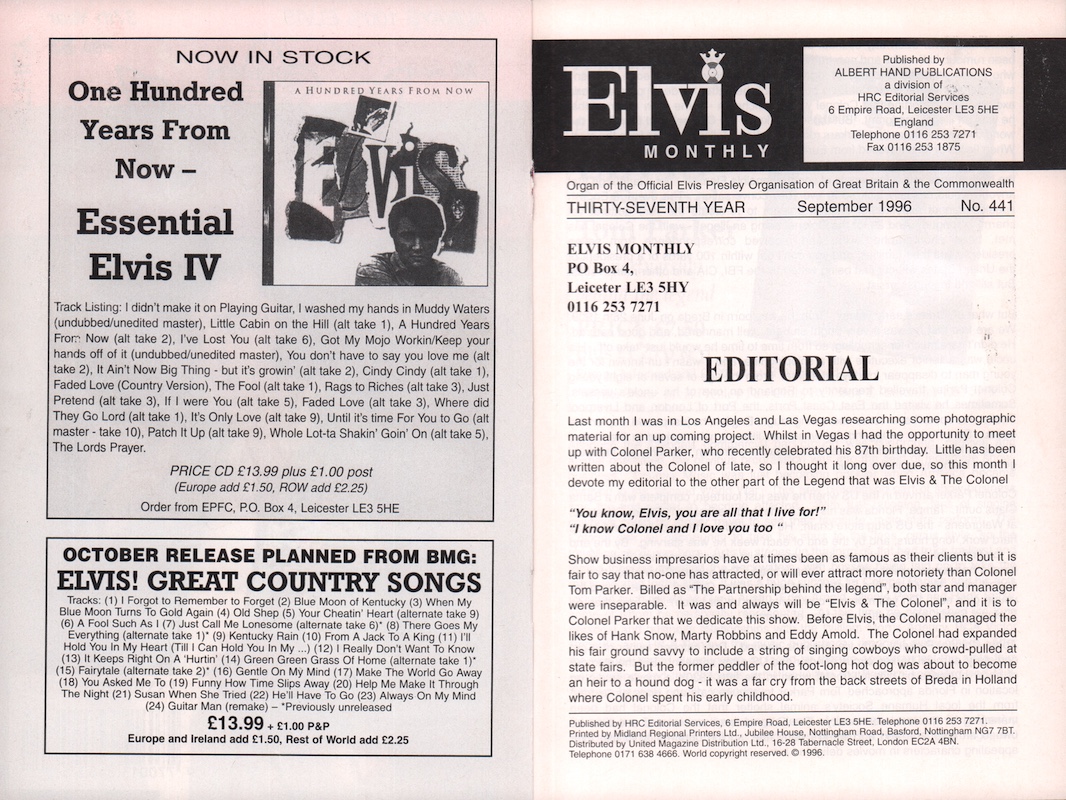 NOW IN STOCK
One Hundred
Years From
Now –
Essential
Elvis IV
A HUNDRED YEARS FROM NOW
ELVIS
Track Listing: I didn't make it on Playing Guitar, I washed my hands in Muddy Waters
(undubbed/unedited master), Little Cabin on the Hill (alt take 1), A Hundred Years
From Now (alt take 2), I've Lost You (alt take 6), Got My Mojo Workin/Keep your
hands off of it (undubbed/unedited master), You don't have to say you love me (alt
take 2), It Ain't Now Big Thing - but it's growin' (alt take 2), Cindy Cindy (alt take 1),
Faded Love (Country Version), The Fool (alt take 1), Rags to Riches (alt take 3), Just
Pretend (alt take 3), If I were You (alt take 5), Faded Love (alt take 3), Where did
They Go Lord (alt take 1), It's Only Love (alt take 9), Until it's time For You to Go (alt
master - take 10), Patch It Up (alt take 9), Whole Lot-ta Shakin' Goin' On (alt take 5),
The Lords Prayer.
PRICE CD £13.99 plus £1.00 post
(Europe add £1.50, ROW add £2.25)
Order from EPFC, P.O. Box 4, Leicester LE3 5HE
OCTOBER RELEASE PLANNED FROM BMG:
ELVIS! GREAT COUNTRY SONGS
Tracks: (1) I Forgot to Remember to Forget (2) Blue Moon of Kentucky (3) When My
Blue Moon Turns To Gold Again (4) Old Shep (5) Your Cheatin' Heart (alternate take 9)
(6) A Fool Such As I (7) Just Call Me Lonesome (alternate take 6)* (8) There Goes My
Everything (alternate take 1)* (9) Kentucky Rain (10) From A Jack To A King (11) I'll
Hold You In My Heart (Till I Can Hold You In My ...) (12) I Really Don't Want To Know
(13) It Keeps Right On A 'Hurtin' (14) Green Green Grass Of Home (alternate take 1)*
(15) Fairytale (alternate take 2)* (16) Gentle On My Mind (17) Make The World Go Away
(18) You Asked Me To (19) Funny How Time Slips Away (20) Help Me Make It Through
The Night (21) Susan When She Tried (22) He'll Have To Go (23) Always On My Mind
(24) Guitar Man (remake) – *Previously unreleased
£13.99 + £1.00 P&P
Europe and Ireland add £1.50, Rest of World add £2.25
Elvis
MONTHLY
Published by
ALBERT HAND PUBLICATIONS
a division of
HRC Editorial Services
6 Empire Road, Leicester LE3 5HE
England
Telephone 0116 253 7271
Fax 0116 253 1875
Organ of the Official Elvis Presley Organisation of Great Britain & the Commonwealth
THIRTY-SEVENTH YEAR September 1996 No. 441
ELVIS MONTHLY
PO Box 4,
Leiceter LE3 5HY
0116 253 7271
EDITORIAL
Last month I was in Los Angeles and Las Vegas researching some photographic
material for an up coming project. Whilst in Vegas I had the opportunity to meet
up with Colonel Parker, who recently celebrated his 87th birthday. Little has been
written about the Colonel of late, so I thought it long over due, so this month I
devote my editorial to the other part of the Legend that was Elvis & The Colonel
"You know, Elvis, you are all that I live for!"
"I know Colonel and I love you too "
Show business impresarios have at times been as famous as their clients but it is
fair to say that no-one has attracted, or will ever attract more notoriety than Colonel
Tom Parker. Billed as "The Partnership behind the legend", both star and manager
were inseparable. It was and always will be "Elvis & The Colonel", and it is to
Colonel Parker that we dedicate this show. Before Elvis, the Colonel managed the
likes of Hank Snow, Marty Robbins and Eddy Arnold. The Colonel had expanded
his fair ground savvy to include a string of singing cowboys who crowd-pulled at
state fairs. But the former peddler of the foot-long hot dog was about to become
an heir to a hound dog - it was a far cry from the back streets of Breda in Holland
where Colonel spent his early childhood.
Published by HRC Editorial Services, 6 Empire Road, Leicester LE3 5HE. Telephone 0116 253 7271.
Printed by Midland Regional Printers Ltd., Jubilee House, Nottingham Road, Basford, Nottingham NG7 7BT.
Distributed by United Magazine Distribution Ltd., 16-28 Tabernacle Street, London EC2A 4BN.
Telephone 0171 638 4666. World copyright reserved. © 1996.